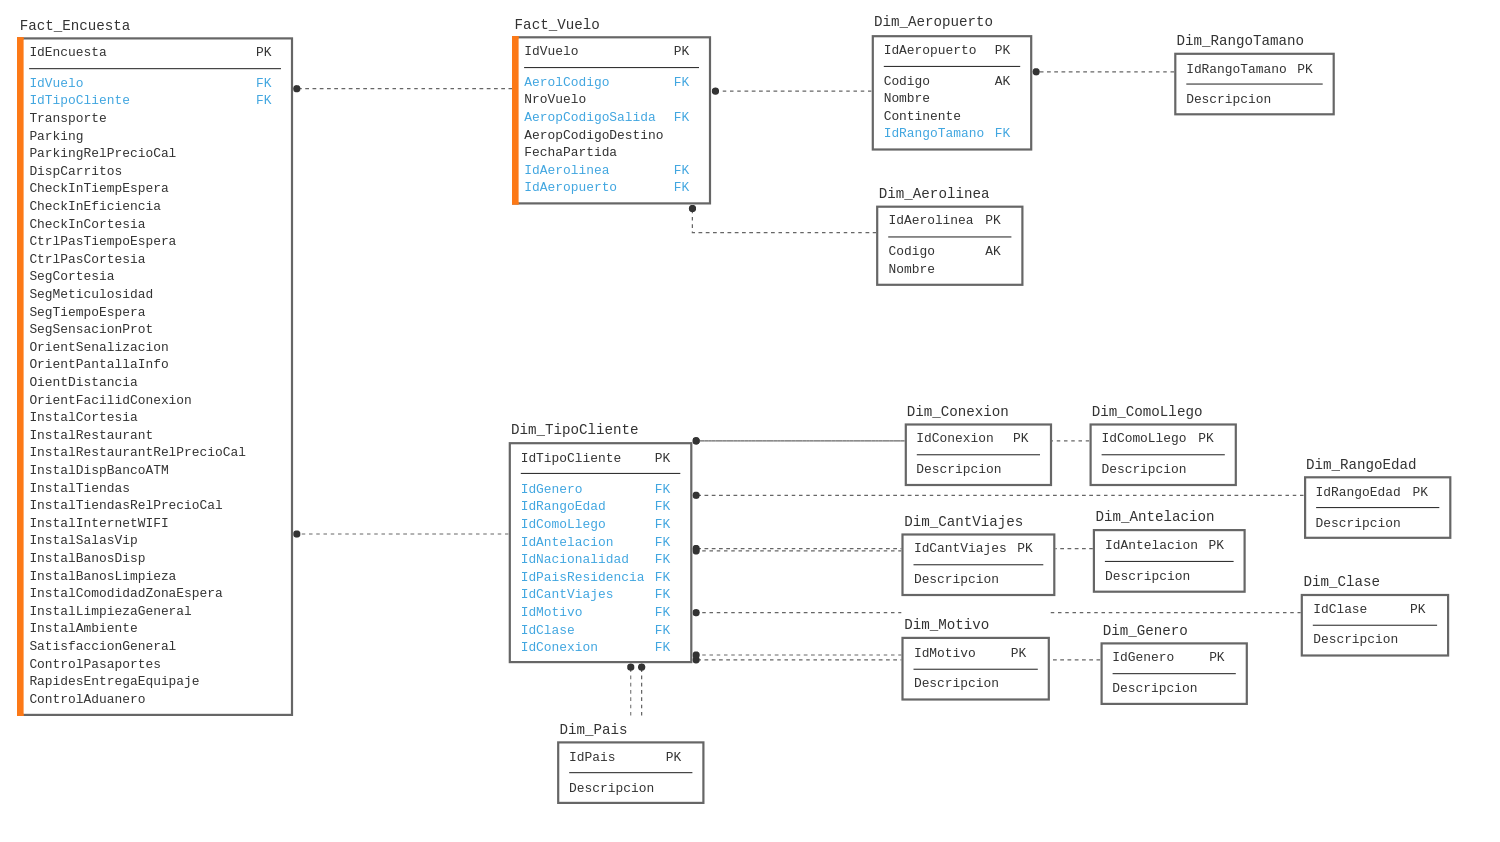 Fact_Encuesta
IdEncuesta PK
IdVuelo FK
IdTipoCliente FK
Transporte
Parking
ParkingRelPrecioCal
DispCarritos
CheckInTiempEspera
CheckInEficiencia
CheckInCortesia
CtrlPasTiempoEspera
CtrlPasCortesia
SegCortesia
SegMeticulosidad
SegTiempoEspera
SegSensacionProt
OrientSenalizacion
OrientPantallaInfo
OientDistancia
OrientFacilidConexion
InstalCortesia
InstalRestaurant
InstalRestaurantRelPrecioCal
InstalDispBancoATM
InstalTiendas
InstalTiendasRelPrecioCal
InstalInternetWIFI
InstalSalasVip
InstalBanosDisp
InstalBanosLimpieza
InstalComodidadZonaEspera
InstalLimpiezaGeneral
InstalAmbiente
SatisfaccionGeneral
ControlPasaportes
RapidesEntregaEquipaje
ControlAduanero
Fact_Vuelo
IdVuelo PK
AerolCodigo FK
NroVuelo
AeropCodigoSalida FK
AeropCodigoDestino
FechaPartida
IdAerolinea FK
IdAeropuerto FK
Dim_Aeropuerto
IdAeropuerto PK
Codigo AK
Nombre
Continente
IdRangoTamano FK
Dim_RangoTamano
IdRangoTamano PK
Descripcion
Dim_Aerolinea
IdAerolinea PK
Codigo AK
Nombre
Dim_TipoCliente
IdTipoCliente PK
IdGenero FK
IdRangoEdad FK
IdComoLlego FK
IdAntelacion FK
IdNacionalidad FK
IdPaisResidencia FK
IdCantViajes FK
IdMotivo FK
IdClase FK
IdConexion FK
Dim_Conexion
IdConexion PK
Descripcion
Dim_ComoLlego
IdComoLlego PK
Descripcion
Dim_RangoEdad
IdRangoEdad PK
Descripcion
Dim_CantViajes
IdCantViajes PK
Descripcion
Dim_Antelacion
IdAntelacion PK
Descripcion
Dim_Clase
IdClase PK
Descripcion
Dim_Motivo
IdMotivo PK
Descripcion
Dim_Genero
IdGenero PK
Descripcion
Dim_Pais
IdPais PK
Descripcion